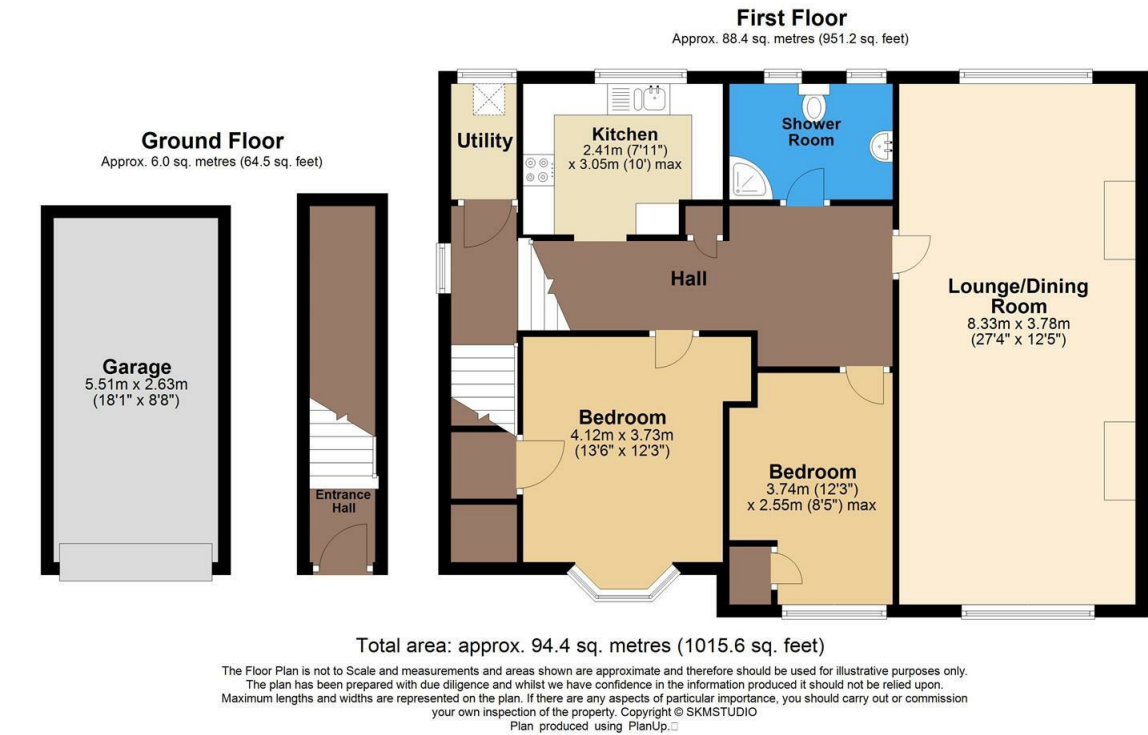 First Floor
Approx. 88.4 sq. metres (951.2 sq. feet)
Ground Floor
Approx. 6.0 sq. metres (64.5 sq. feet)
Utility
Kitchen
2.41m (7'11")
x 3.05m (10') max
Shower
Room
Hall
Lounge/Dining
Room
8.33m x 3.78m
(27'4" x 12'5")
Garage
5.51m x 2.63m
(18'1" x 8'8")
Entrance
Hall
Bedroom
4.12m x 3.73m
(13'6" x 12'3")
Bedroom
3.74m (12'3")
x 2.55m (8'5") max
Total area: approx. 94.4 sq. metres (1015.6 sq. feet)
The Floor Plan is not to Scale and measurements and areas shown are approximate and therefore should be used for illustrative purposes only.
The plan has been prepared with due diligence and whilst we have confidence in the information produced it should not be relied upon.
Maximum lengths and widths are represented on the plan. If there are any aspects of particular importance, you should carry out or commission
your own inspection of the property. Copyright © SKMSTUDIO
Plan produced using PlanUp.